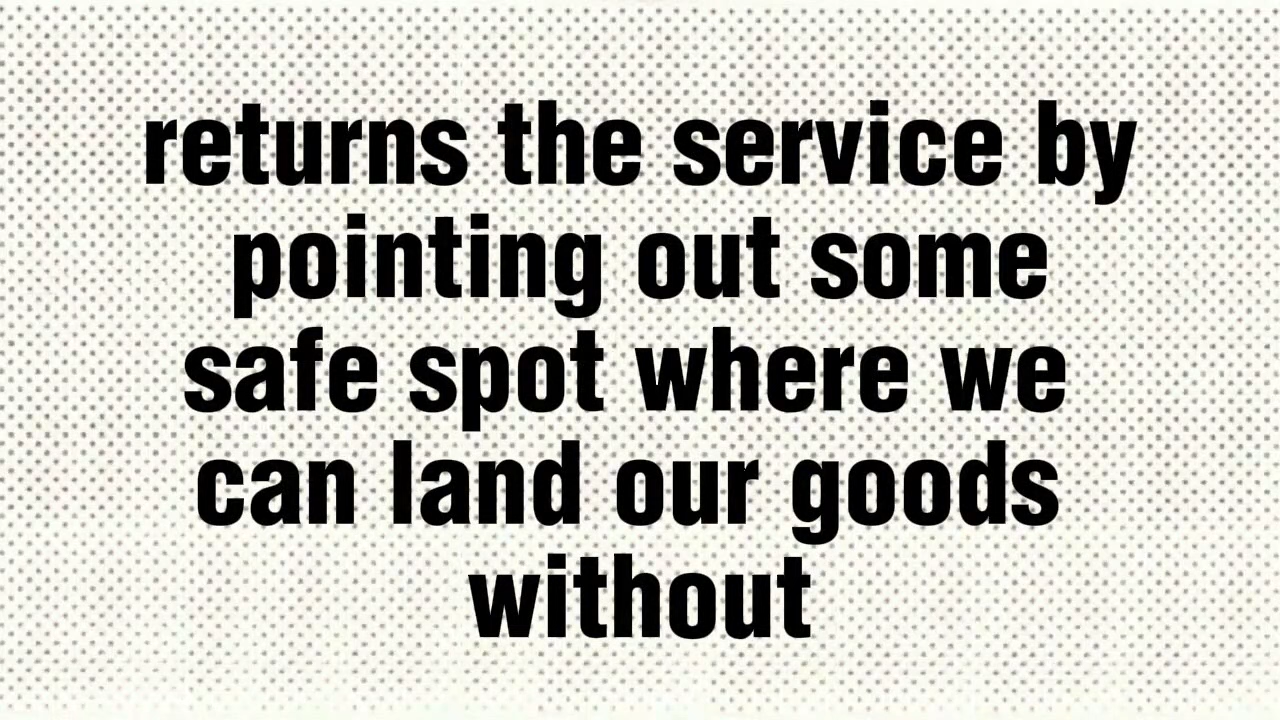 returns the service by
pointing out some
safe spot where we
can land our goods
without